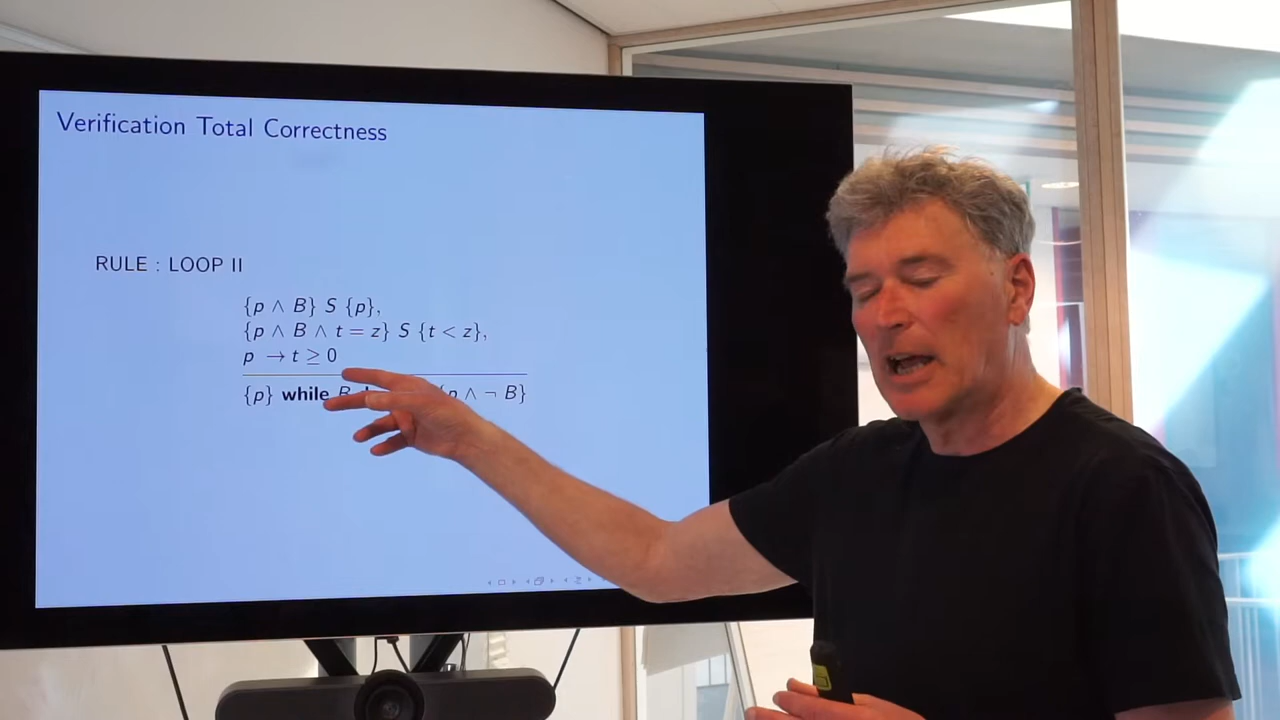 Verification Total Correctness
RULE : LOOP II
{p ∧ B} S {p},
{p ∧ B ∧ t = z} S {t < z},
p → t ≥ 0
{p} while B {p ∧ ¬ B}